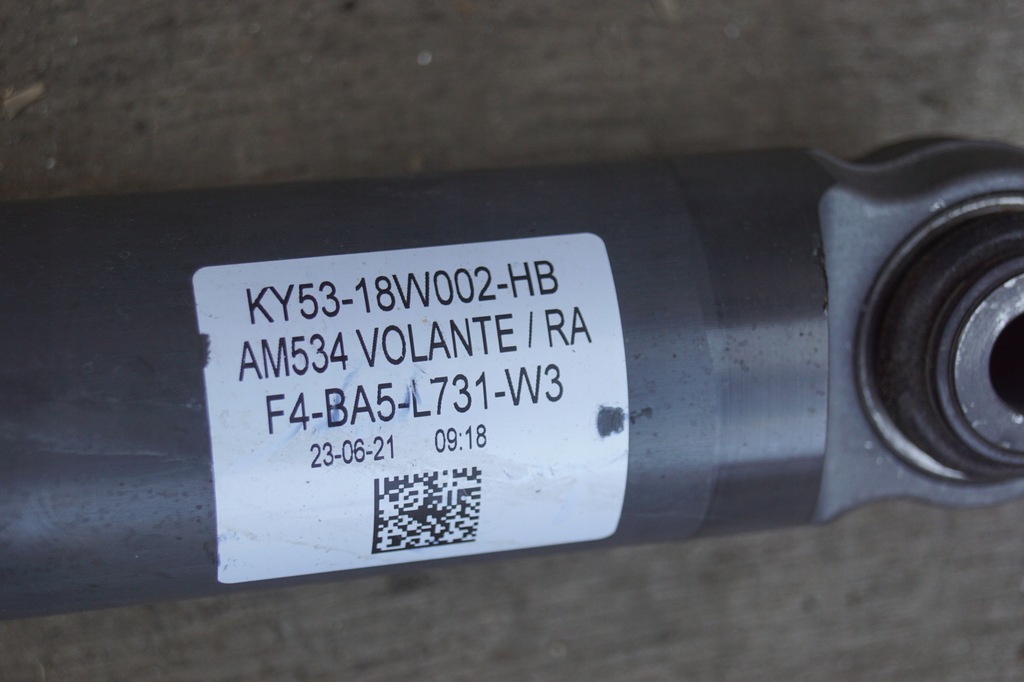 KY53-18W002-HB
AM534 VOLANTE / RA
F4-BA5-L731-W3
23-06-21 09:18